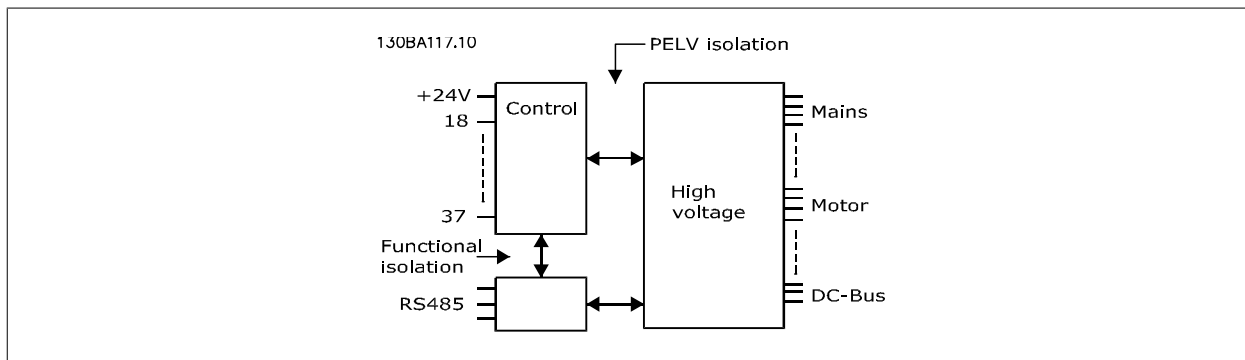 130BA117.10
PELV isolation
+24V
Control
18
37
Functional
isolation
RS485
High
voltage
Mains
Motor
DC-Bus